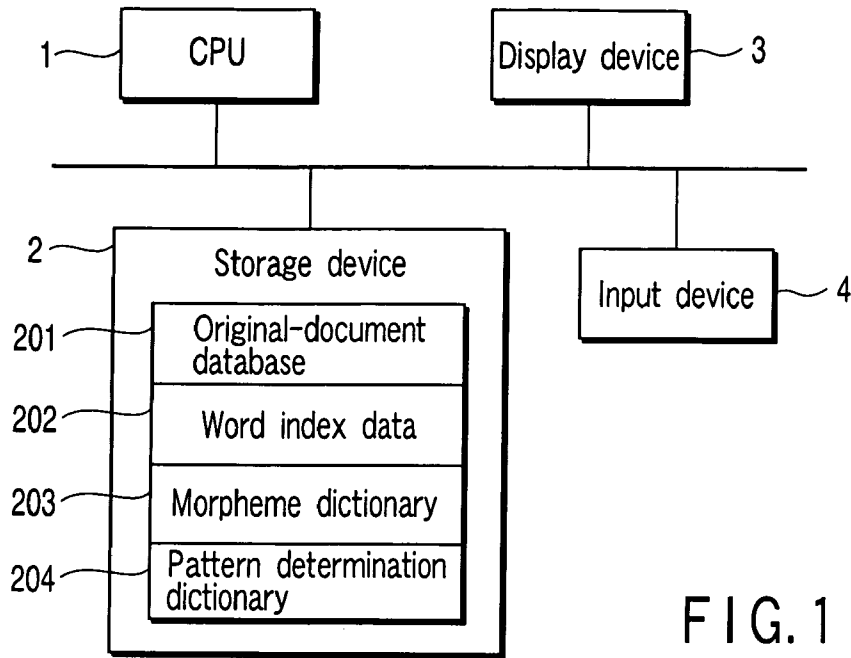 1
CPU
Display device
3
2
Storage device
Input device
4
201
Original-document
database
202
Word index data
203
Morpheme dictionary
204
Pattern determination
dictionary
FIG. 1